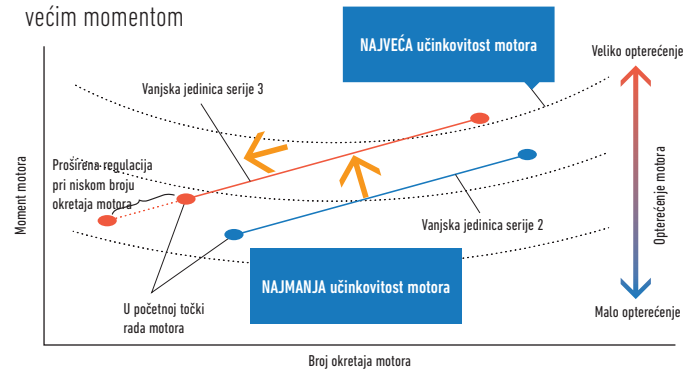 većim momentom
NAJVEĆA učinkovitost motora
Veliko opterećenje
Vanjska jedinica serije 3
Proširena regulacija
pri niskom broju
okretaja motora
Moment motora
Opterećenje motora
Vanjska jedinica serije 2
NAJMANJA učinkovitost motora
U početnoj točki
rada motora
Malo opterećenje
Broj okretaja motora